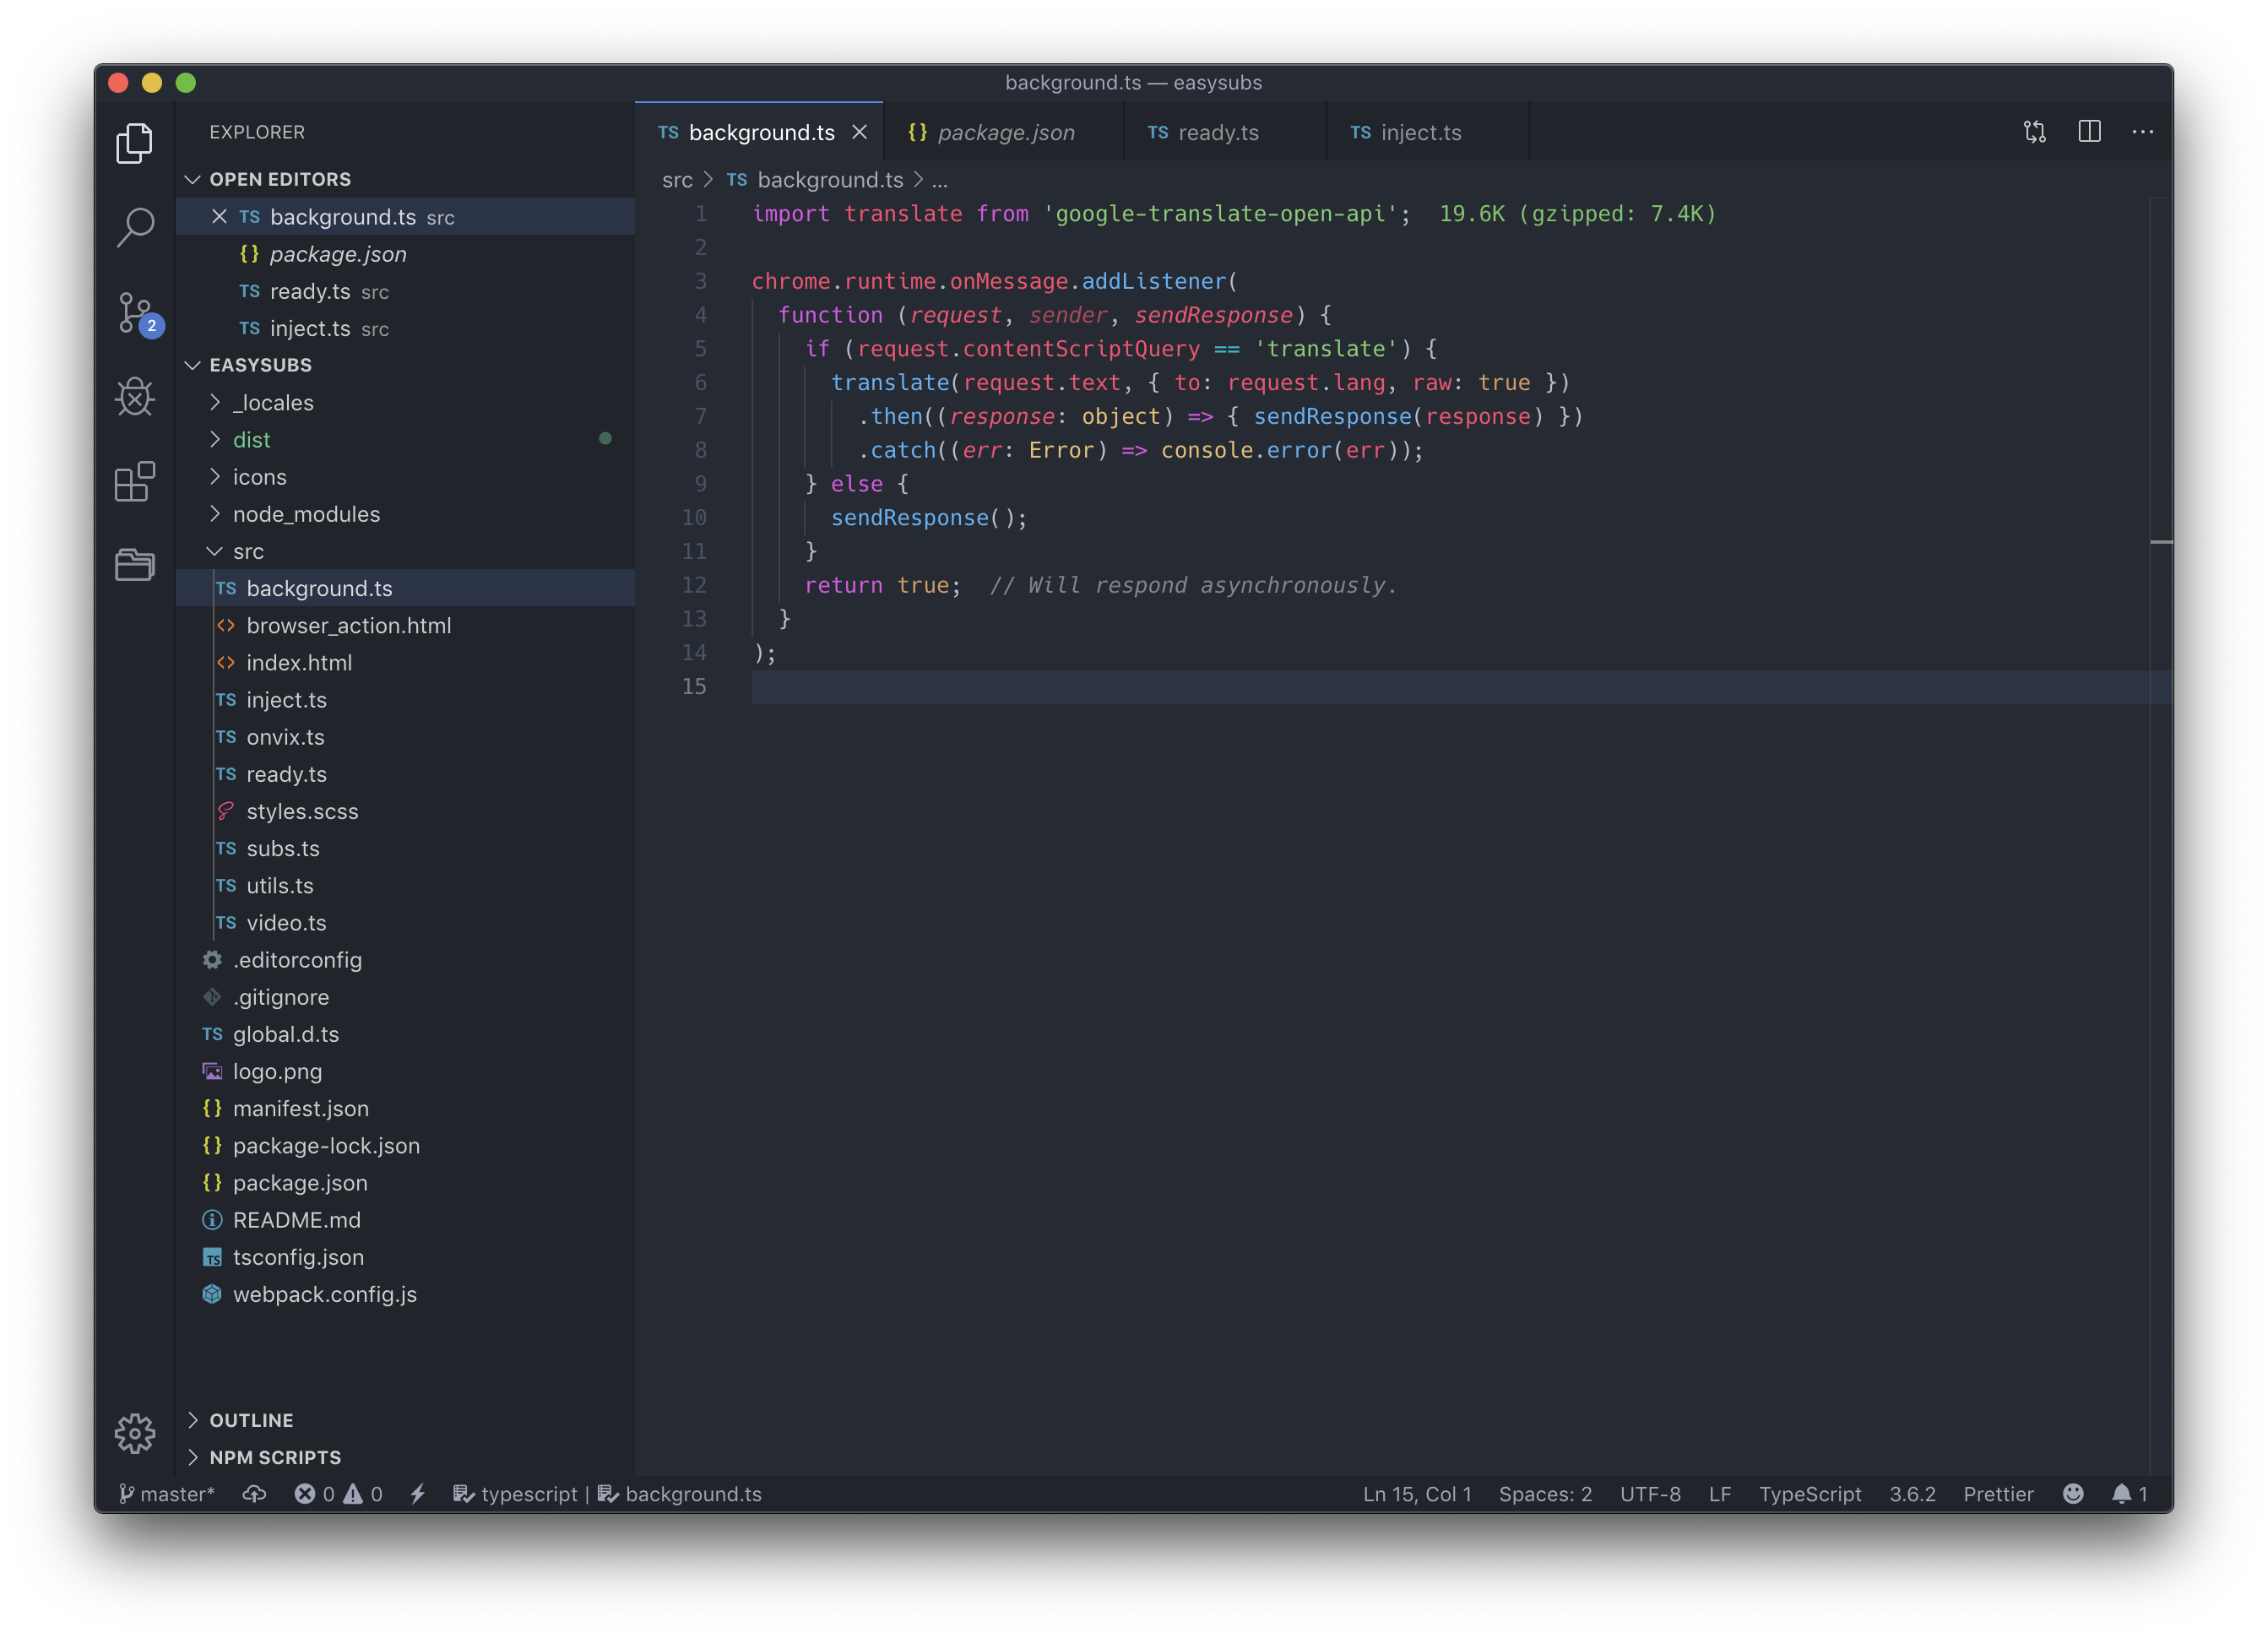 background.ts — easysubs
EXPLORER
OPEN EDITORS
TS background.ts src
{} package.json
TS ready.ts src
TS inject.ts src
EASYSUBS
_locales
dist
icons
node_modules
src
TS background.ts
<> browser_action.html
<> index.html
TS inject.ts
TS onvix.ts
TS ready.ts
styles.scss
TS subs.ts
TS utils.ts
TS video.ts
.editorconfig
.gitignore
TS global.d.ts
logo.png
{} manifest.json
{} package-lock.json
{} package.json
README.md
TS tsconfig.json
webpack.config.js
OUTLINE
NPM SCRIPTS
2
TS background.ts {} package.json TS ready.ts TS inject.ts
src > TS background.ts > ...
1 import translate from 'google-translate-open-api'; 19.6K (gzipped: 7.4K)
2
3 chrome.runtime.onMessage.addListener(
4 function (request, sender, sendResponse) {
5 if (request.contentScriptQuery == 'translate') {
6 translate(request.text, { to: request.lang, raw: true })
7 .then((response: object) => { sendResponse(response) })
8 .catch((err: Error) => console.error(err));
9 } else {
10 sendResponse();
11 }
12 return true; // Will respond asynchronously.
13 }
14 );
15
master* 0 0 typescript | background.ts Ln 15, Col 1 Spaces: 2 UTF-8 LF TypeScript 3.6.2 Prettier 1